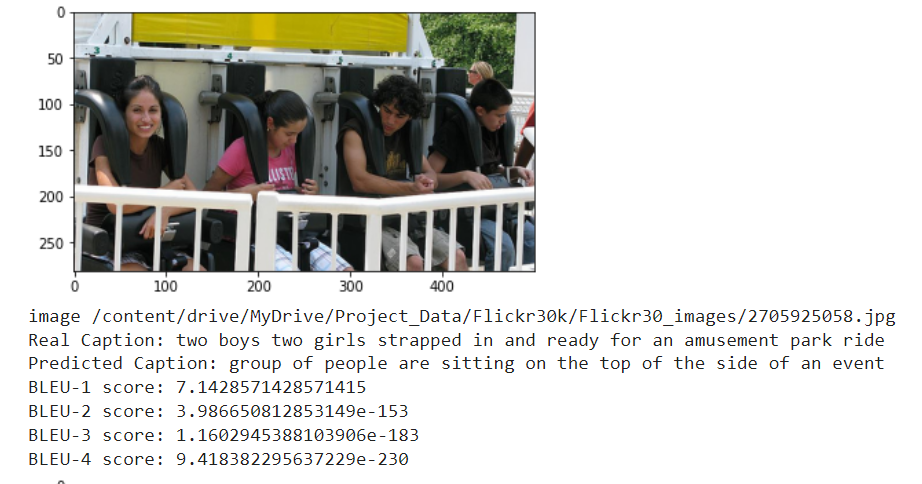 0
50
100
150
200
250
0 100 200 300 400
3 4 5
image /content/drive/MyDrive/Project_Data/Flickr30k/Flickr30_images/2705925058.jpg
Real Caption: two boys two girls strapped in and ready for an amusement park ride
Predicted Caption: group of people are sitting on the top of the side of an event
BLEU-1 score: 7.1428571428571415
BLEU-2 score: 3.986650812853149e-153
BLEU-3 score: 1.1602945388103906e-183
BLEU-4 score: 9.418382295637229e-230